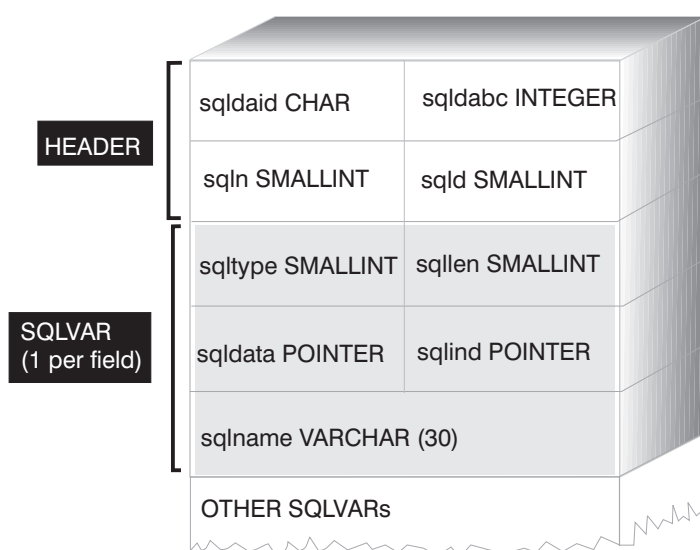 HEADER
sqldaid CHAR
sqldabc INTEGER
sqln SMALLINT
sqld SMALLINT
SQLVAR
(1 per field)
sqltype SMALLINT
sqllen SMALLINT
sqldata POINTER
sqlind POINTER
sqlname VARCHAR (30)
OTHER SQLVARs